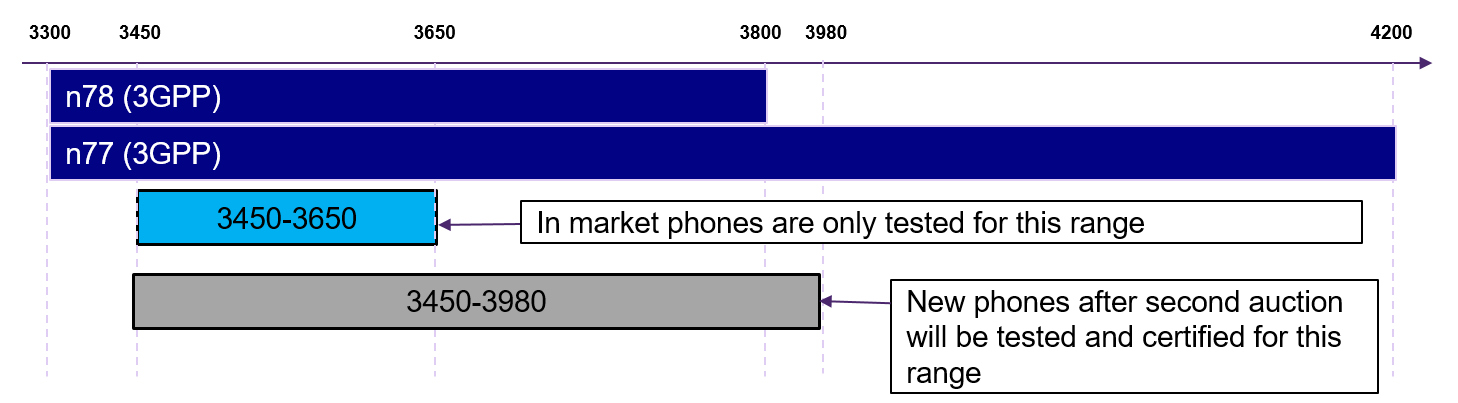 3300 3450 3650 3800 3980 4200
n78 (3GPP)
n77 (3GPP)
3450-3650
In market phones are only tested for this range
3450-3980
New phones after second auction
will be tested and certified for this
range